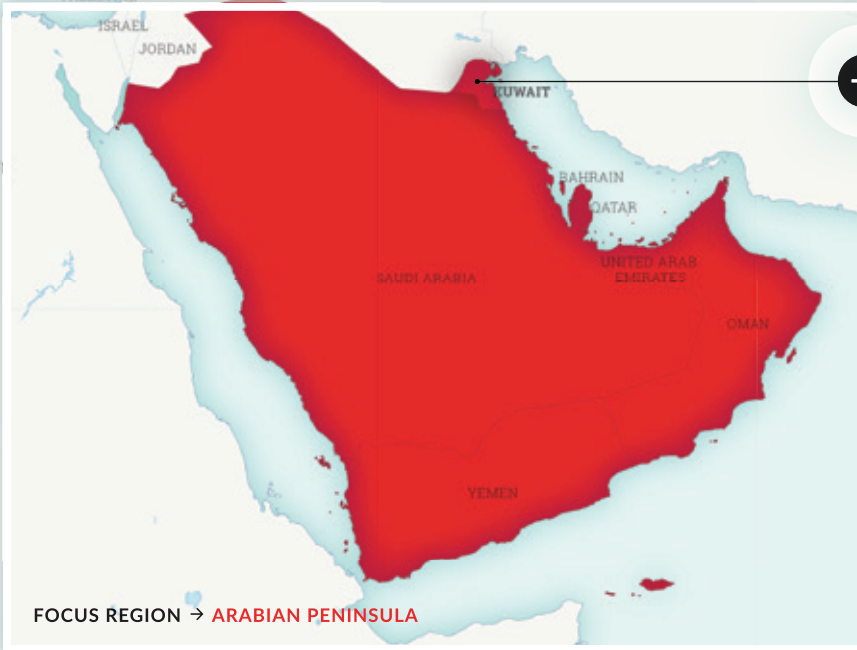 ISRAEL
JORDAN
KUWAIT
BAHRAIN
QATAR
UNITED ARAB
EMIRATES
SAUDI ARABIA
OMAN
YEMEN
FOCUS REGION → ARABIAN PENINSULA